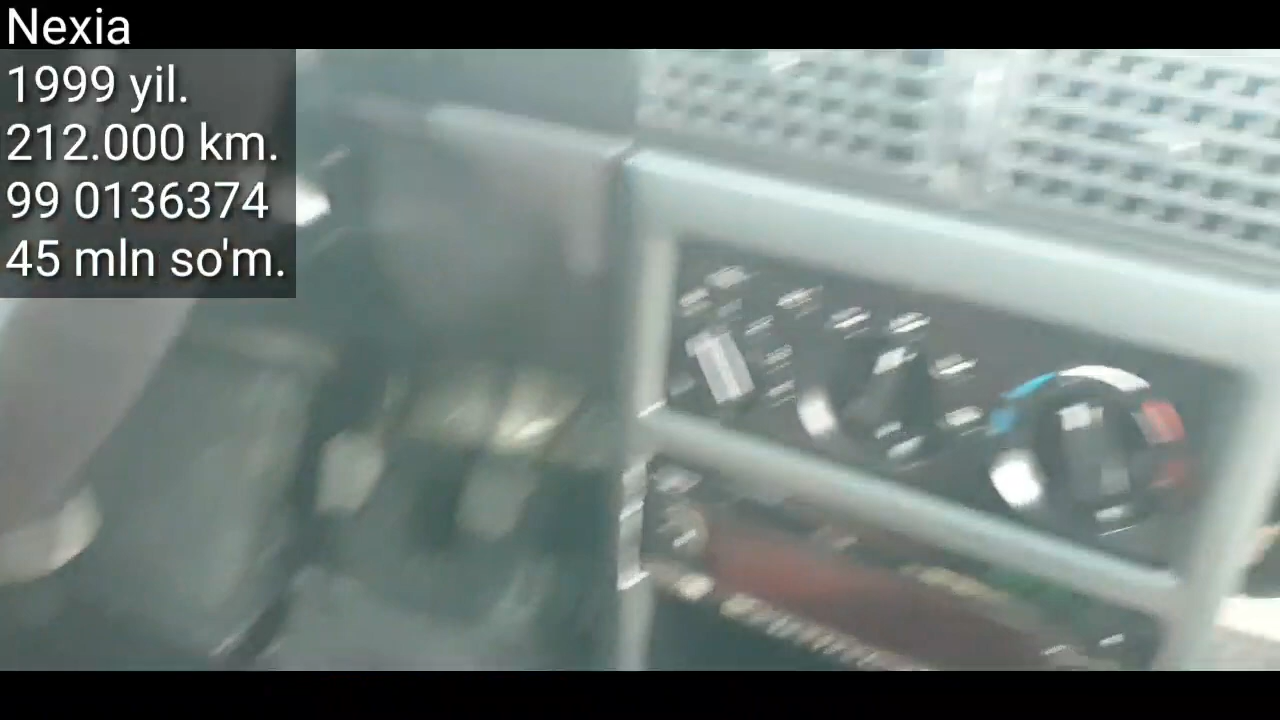 Nexia
1999 yil.
212.000 km.
99 0136374
45 mln so'm.